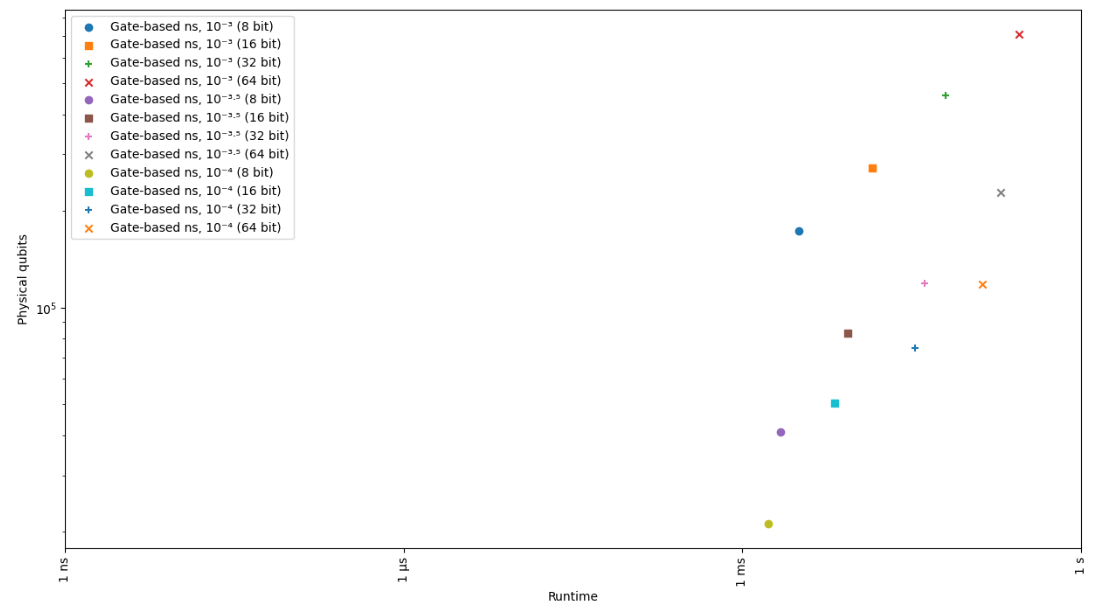 Gate-based ns, 10⁻³ (8 bit)
Gate-based ns, 10⁻³ (16 bit)
Gate-based ns, 10⁻³ (32 bit)
Gate-based ns, 10⁻³ (64 bit)
Gate-based ns, 10⁻³·⁵ (8 bit)
Gate-based ns, 10⁻³·⁵ (16 bit)
Gate-based ns, 10⁻³·⁵ (32 bit)
Gate-based ns, 10⁻³·⁵ (64 bit)
Gate-based ns, 10⁻⁴ (8 bit)
Gate-based ns, 10⁻⁴ (16 bit)
Gate-based ns, 10⁻⁴ (32 bit)
Gate-based ns, 10⁻⁴ (64 bit)
Physical qubits
10⁵
1 ns
1 µs
1 ms
1 s
Runtime